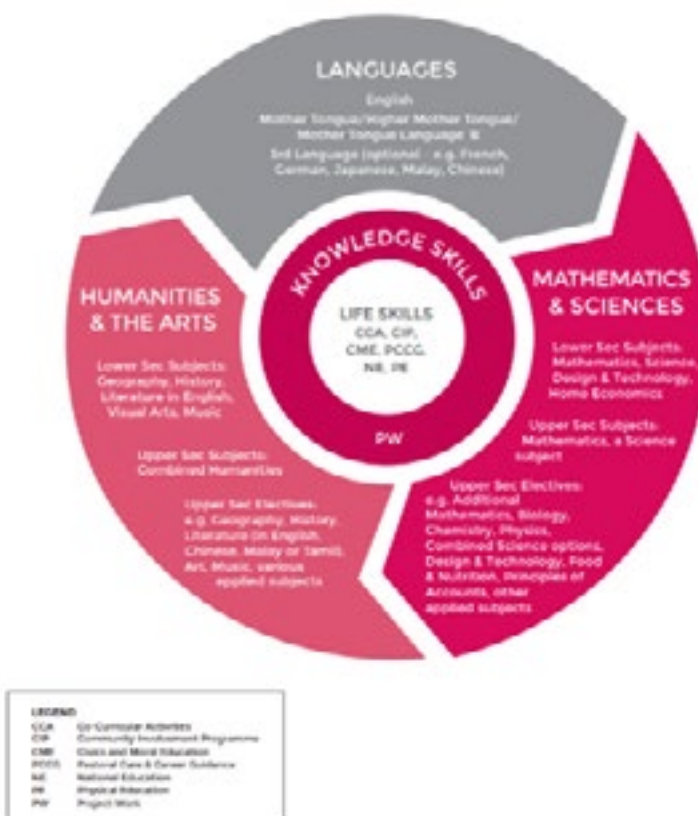 LANGUAGES
English
Mother Tongue/Higher Mother Tongue/
Mother Tongue Language B
3rd Language (optional - e.g. French,
German, Japanese, Malay, Chinese)
KNOWLEDGE SKILLS
LIFE SKILLS
CCA, CIP,
CME, PCCG,
NE, PE
PW
MATHEMATICS
& SCIENCES
Lower Sec Subjects:
Mathematics, Science,
Design & Technology,
Home Economics
Upper Sec Subjects:
Mathematics, a Science
subject
Upper Sec Electives:
e.g. Additional
Mathematics, Biology,
Chemistry, Physics,
Combined Science options,
Design & Technology, Food
& Nutrition, Principles of
Accounts, other
applied subjects
HUMANITIES
& THE ARTS
Lower Sec Subjects:
Geography, History,
Literature in English,
Visual Arts, Music
Upper Sec Subjects:
Combined Humanities
Upper Sec Electives:
e.g. Geography, History,
Literature (in English,
Chinese, Malay or Tamil),
Art, Music, various
applied subjects
LEGEND
CCA Co-Curricular Activities
CIP Community Involvement Programme
CME Civics and Moral Education
PCCG Pastoral Care & Career Guidance
NE National Education
PE Physical Education
PW Project Work